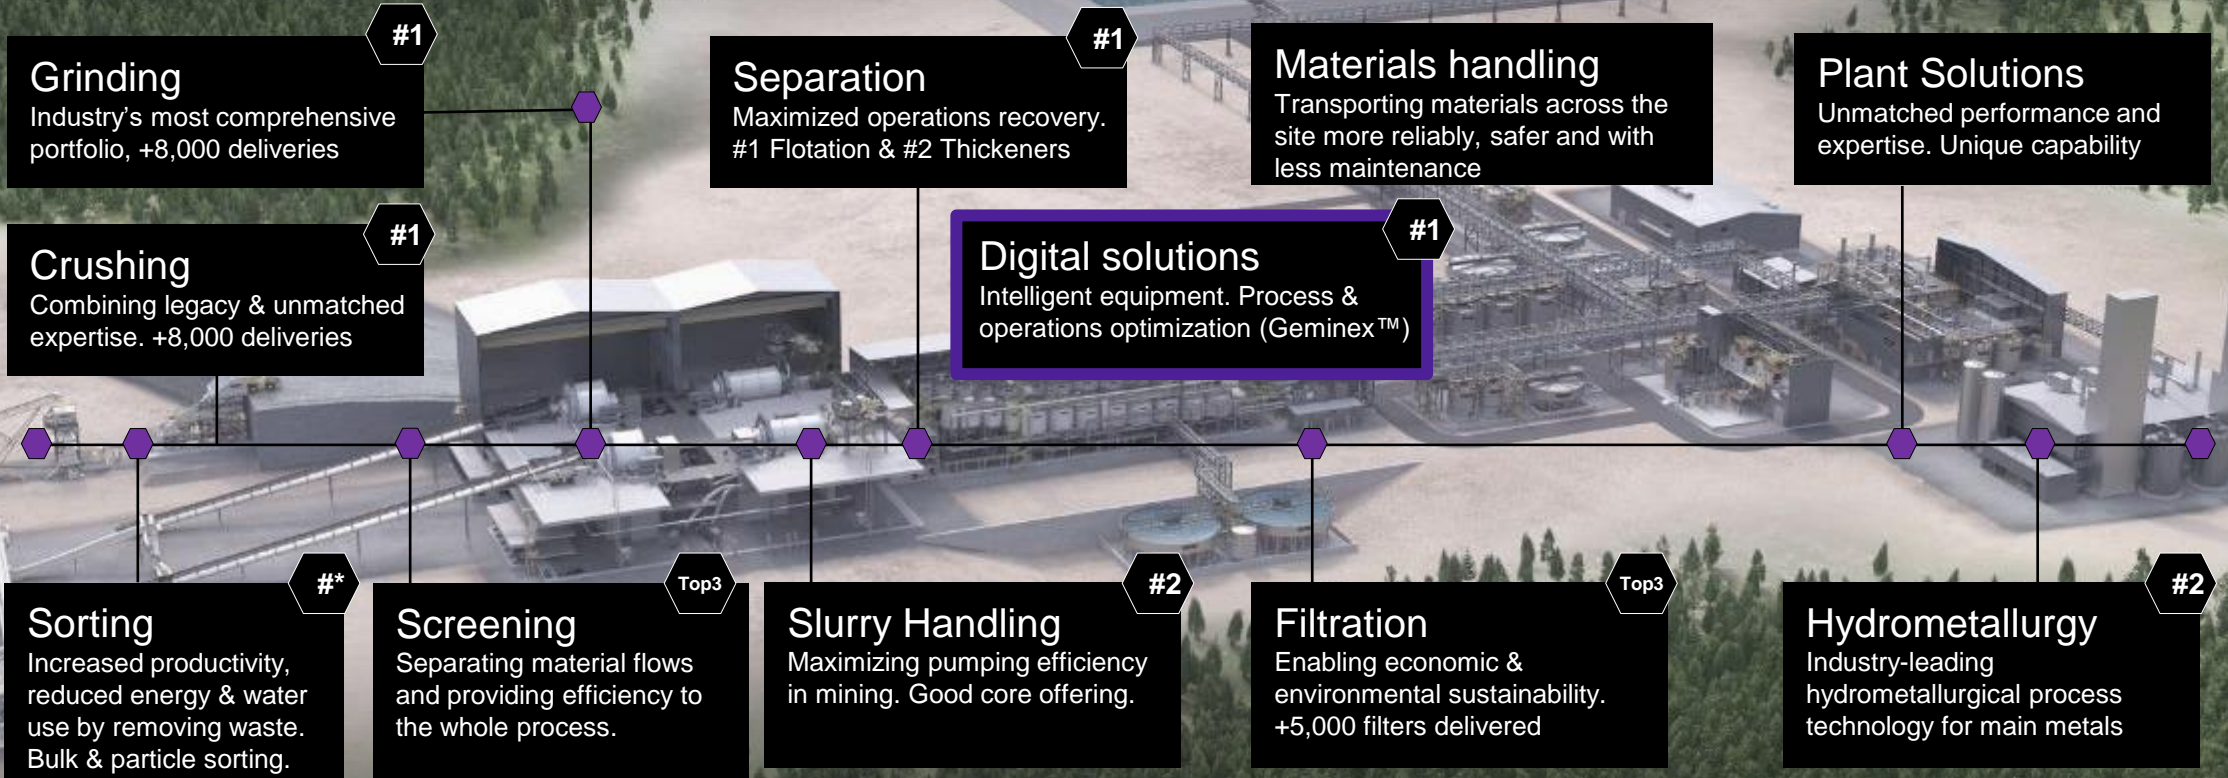 #1
Grinding
Industry's most comprehensive
portfolio, +8,000 deliveries
#1
Separation
Maximized operations recovery.
#1 Flotation & #2 Thickeners
Materials handling
Transporting materials across the
site more reliably, safer and with
less maintenance
Plant Solutions
Unmatched performance and
expertise. Unique capability
#1
Crushing
Combining legacy & unmatched
expertise. +8,000 deliveries
#1
Digital solutions
Intelligent equipment. Process &
operations optimization (Geminex™)
#*
Sorting
Increased productivity,
reduced energy & water
use by removing waste.
Bulk & particle sorting.
Top3
Screening
Separating material flows
and providing efficiency to
the whole process.
#2
Slurry Handling
Maximizing pumping efficiency
in mining. Good core offering.
Top3
Filtration
Enabling economic &
environmental sustainability.
+5,000 filters delivered
#2
Hydrometallurgy
Industry-leading
hydrometallurgical process
technology for main metals